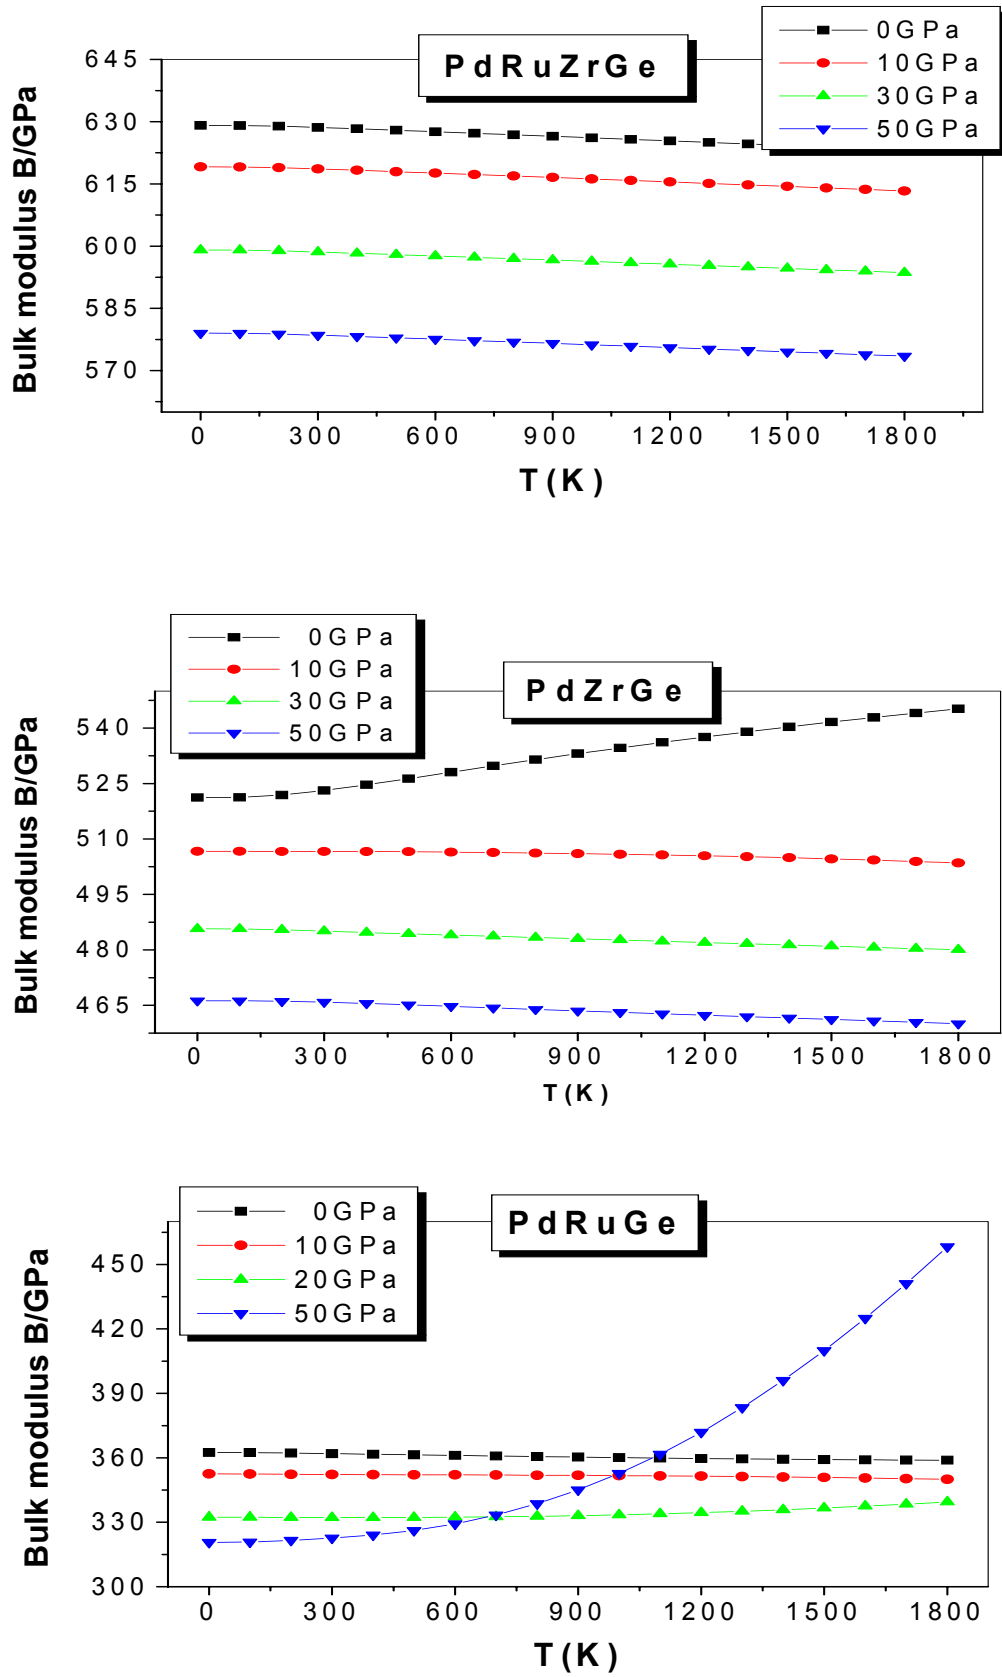 PdRuZrGe
0GPa
10GPa
30GPa
50GPa
Bulk modulus B/GPa
645
630
615
600
585
570
0 300 600 900 1200 1500 1800
T(K)
0GPa
10GPa
30GPa
50GPa
PdZrGe
Bulk modulus B/GPa
540
525
510
495
480
465
0 300 600 900 1200 1500 1800
T(K)
0GPa
10GPa
20GPa
50GPa
PdRuGe
Bulk modulus B/GPa
450
420
390
360
330
300
0 300 600 900 1200 1500 1800
T(K)